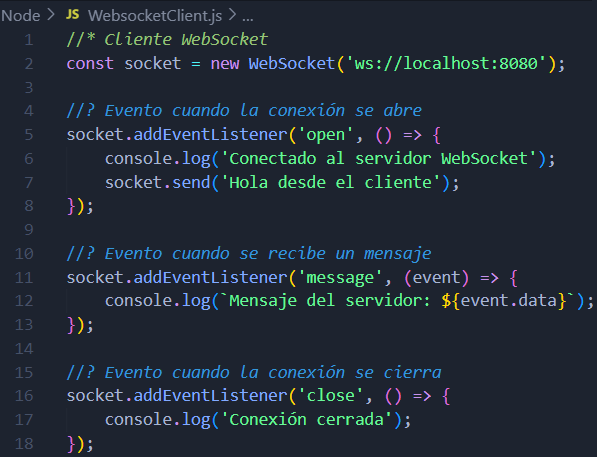 Node > JS WebsocketClient.js > ...
1 //* Cliente WebSocket
2 const socket = new WebSocket('ws://localhost:8080');
3
4 //? Evento cuando la conexión se abre
5 socket.addEventListener('open', () => {
6     console.log('Conectado al servidor WebSocket');
7     socket.send('Hola desde el cliente');
8 });
9
10 //? Evento cuando se recibe un mensaje
11 socket.addEventListener('message', (event) => {
12     console.log(`Mensaje del servidor: ${event.data}`);
13 });
14
15 //? Evento cuando la conexión se cierra
16 socket.addEventListener('close', () => {
17     console.log('Conexión cerrada');
18 });